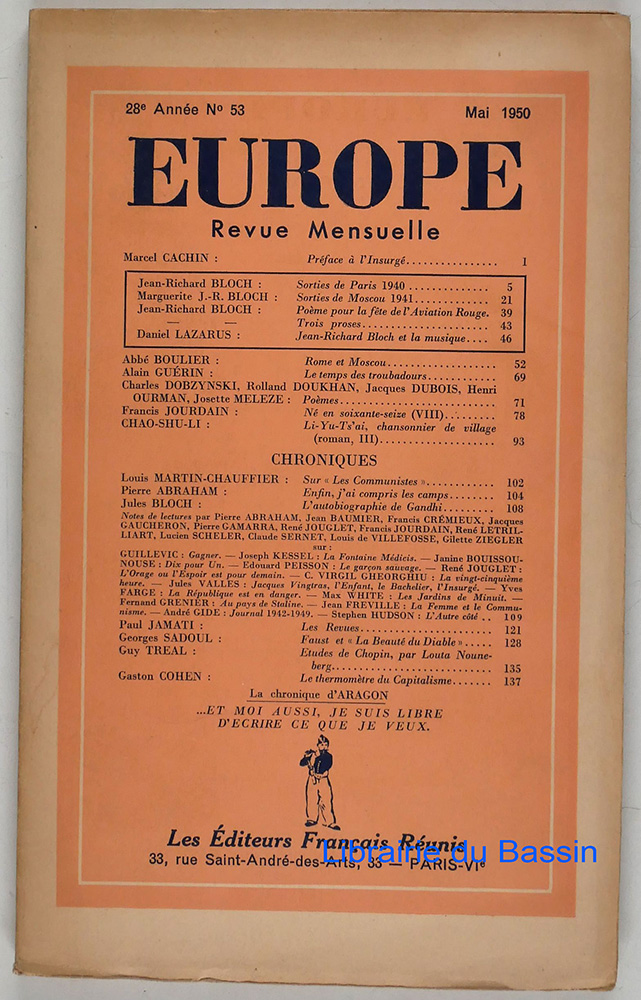 28e Année No 53 Mai 1950
EUROPE
Revue Mensuelle
Marcel CACHIN : Préface à l'Insurgé................ 1
Jean-Richard BLOCH : Sorties de Paris 1940 .............. 5
Marguerite J.-R. BLOCH : Sorties de Moscou 1941............. 21
Jean-Richard BLOCH : Poème pour la fête de l'Aviation Rouge. 39
— — Trois proses...................... 43
Daniel LAZARUS : Jean-Richard Bloch et la musique.... 46
Abbé BOULIER : Rome et Moscou................... 52
Alain GUÉRIN : Le temps des troubadours............ 69
Charles DOBZYNSKI, Rolland DOUKHAN, Jacques DUBOIS, Henri
OURMAN, Josette MELEZE : Poèmes........................... 71
Francis JOURDAIN : Né en soixante-seize (VIII)......... 78
CHAO-SHU-LI : Li-Yu-Ts'ai, chansonnier de village
(roman, III).................... 93
CHRONIQUES
Louis MARTIN-CHAUFFIER : Sur « Les Communistes »............ 102
Pierre ABRAHAM : Enfin, j'ai compris les camps........ 104
Jules BLOCH : L'autobiographie de Gandhi.......... 108
Notes de lectures par Pierre ABRAHAM, Jean BAUMIER, Francis CRÉMIEUX, Jacques
GAUCHERON, Pierre GAMARRA, René JOUGLET, Francis JOURDAIN, René LETRIL-
LIART, Lucien SCHELER, Claude SERNET, Louis de VILLEFOSSE, Gilette ZIEGLER
sur :
GUILLEVIC : Gagner. — Joseph KESSEL : La Fontaine Médicis. — Janine BOUISSOU-
NOUSE : Dix pour Un. — Edouard PEISSON : Le garçon sauvage. — René JOUGLET :
L'Orage ou l'Espoir est pour demain. — C. VIRGIL GHEORGHIU : La vingt-cinquième
heure. — Jules VALLES : Jacques Vingtras, l'Enfant, le Bachelier, l'Insurgé. — Yves
FARGE : La République est en danger. — Max WHITE : Les Jardins de Minuit. —
Fernand GRENIER : Au pays de Staline. — Jean FREVILLE : La Femme et le Commu-
nisme. — André GIDE : Journal 1942-1949. — Stephen HUDSON : L'Autre côté .. 109
Paul JAMATI : Les Revues....................... 121
Georges SADOUL : Faust et « La Beauté du Diable »..... 128
Guy TREAL : Etudes de Chopin, par Louta Noune-
berg............................ 135
Gaston COHEN : Le thermomètre du Capitalisme....... 137
La chronique d'ARAGON
...ET MOI AUSSI, JE SUIS LIBRE
D'ECRIRE CE QUE JE VEUX.
Les Éditeurs Français Réunis
33, rue Saint-André-des-Arts, 33 — PARIS-VIe
Librairie du Bassin